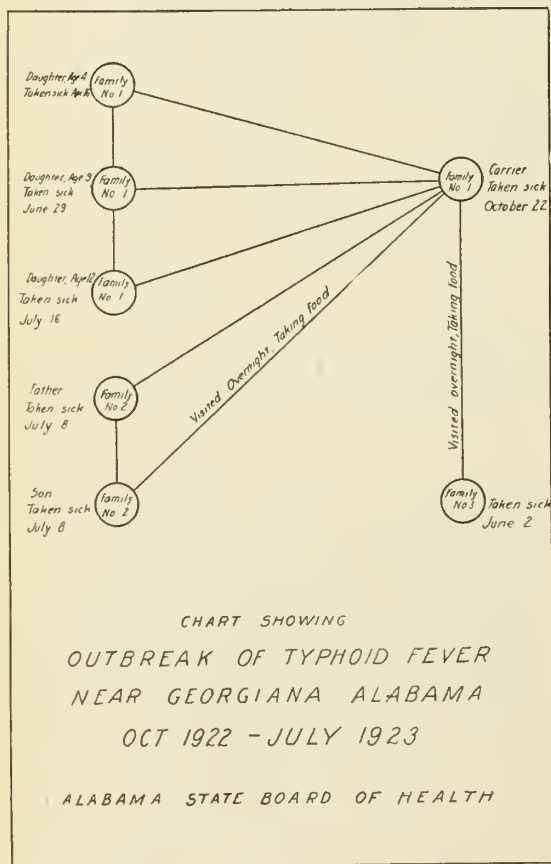 Daughter, Age 4
Taken sick Apr 16
Family
No 1
Daughter, Age 9
Taken sick
June 29
Family
No 1
Daughter, Age 12
Taken sick
July 16
Family
No 1
Father
Taken sick
July 8
Family
No 2
Son
Taken sick
July 8
Family
No 2
Visited Overnight, Taking Food
Family
No 1
Carrier
Taken sick
October 22
Visited Overnight, Taking Food
Family
No 3
Taken sick
June 2
CHART SHOWING
OUTBREAK OF TYPHOID FEVER
NEAR GEORGIANA ALABAMA
OCT 1922 - JULY 1923
ALABAMA STATE BOARD OF HEALTH